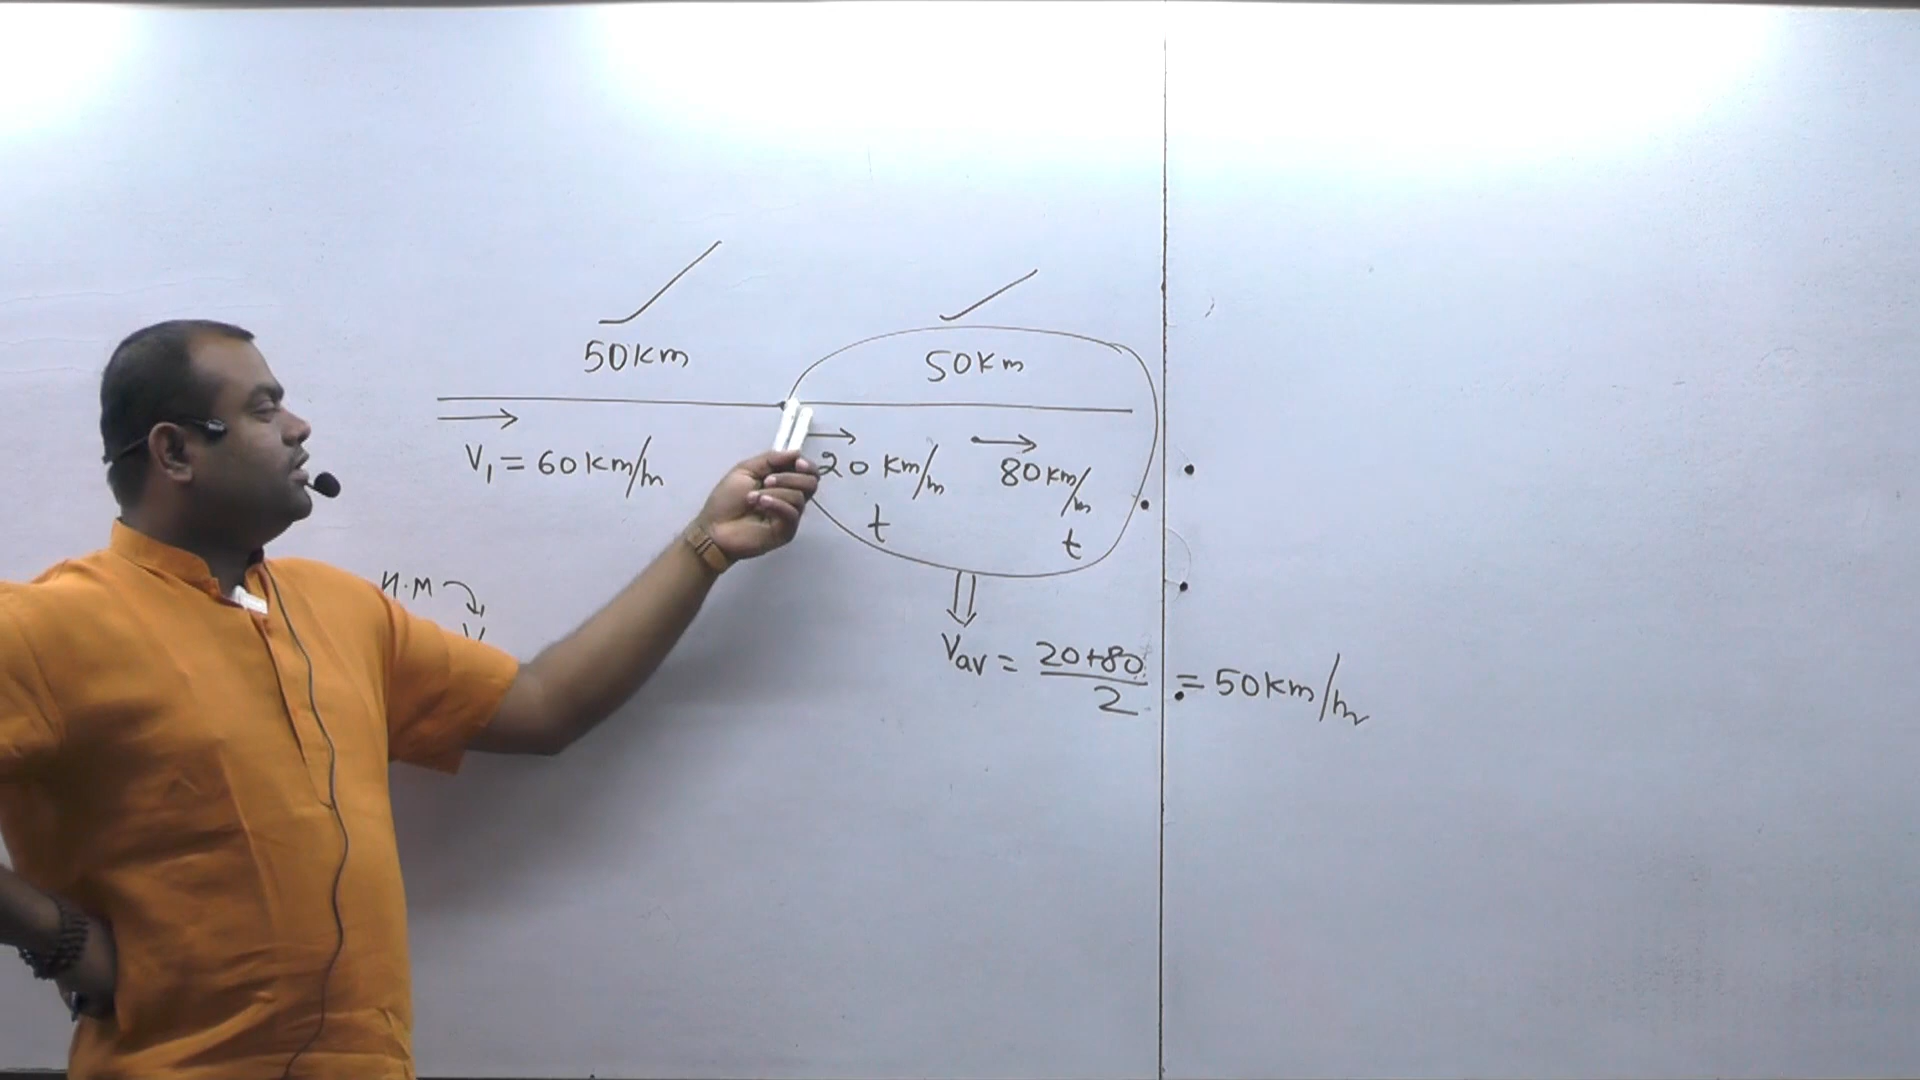 50km 50km
V₁ = 60km/hr 20 km/hr 80km/hr
t t
H.M
Vav = (20+80)/2 = 50km/hr